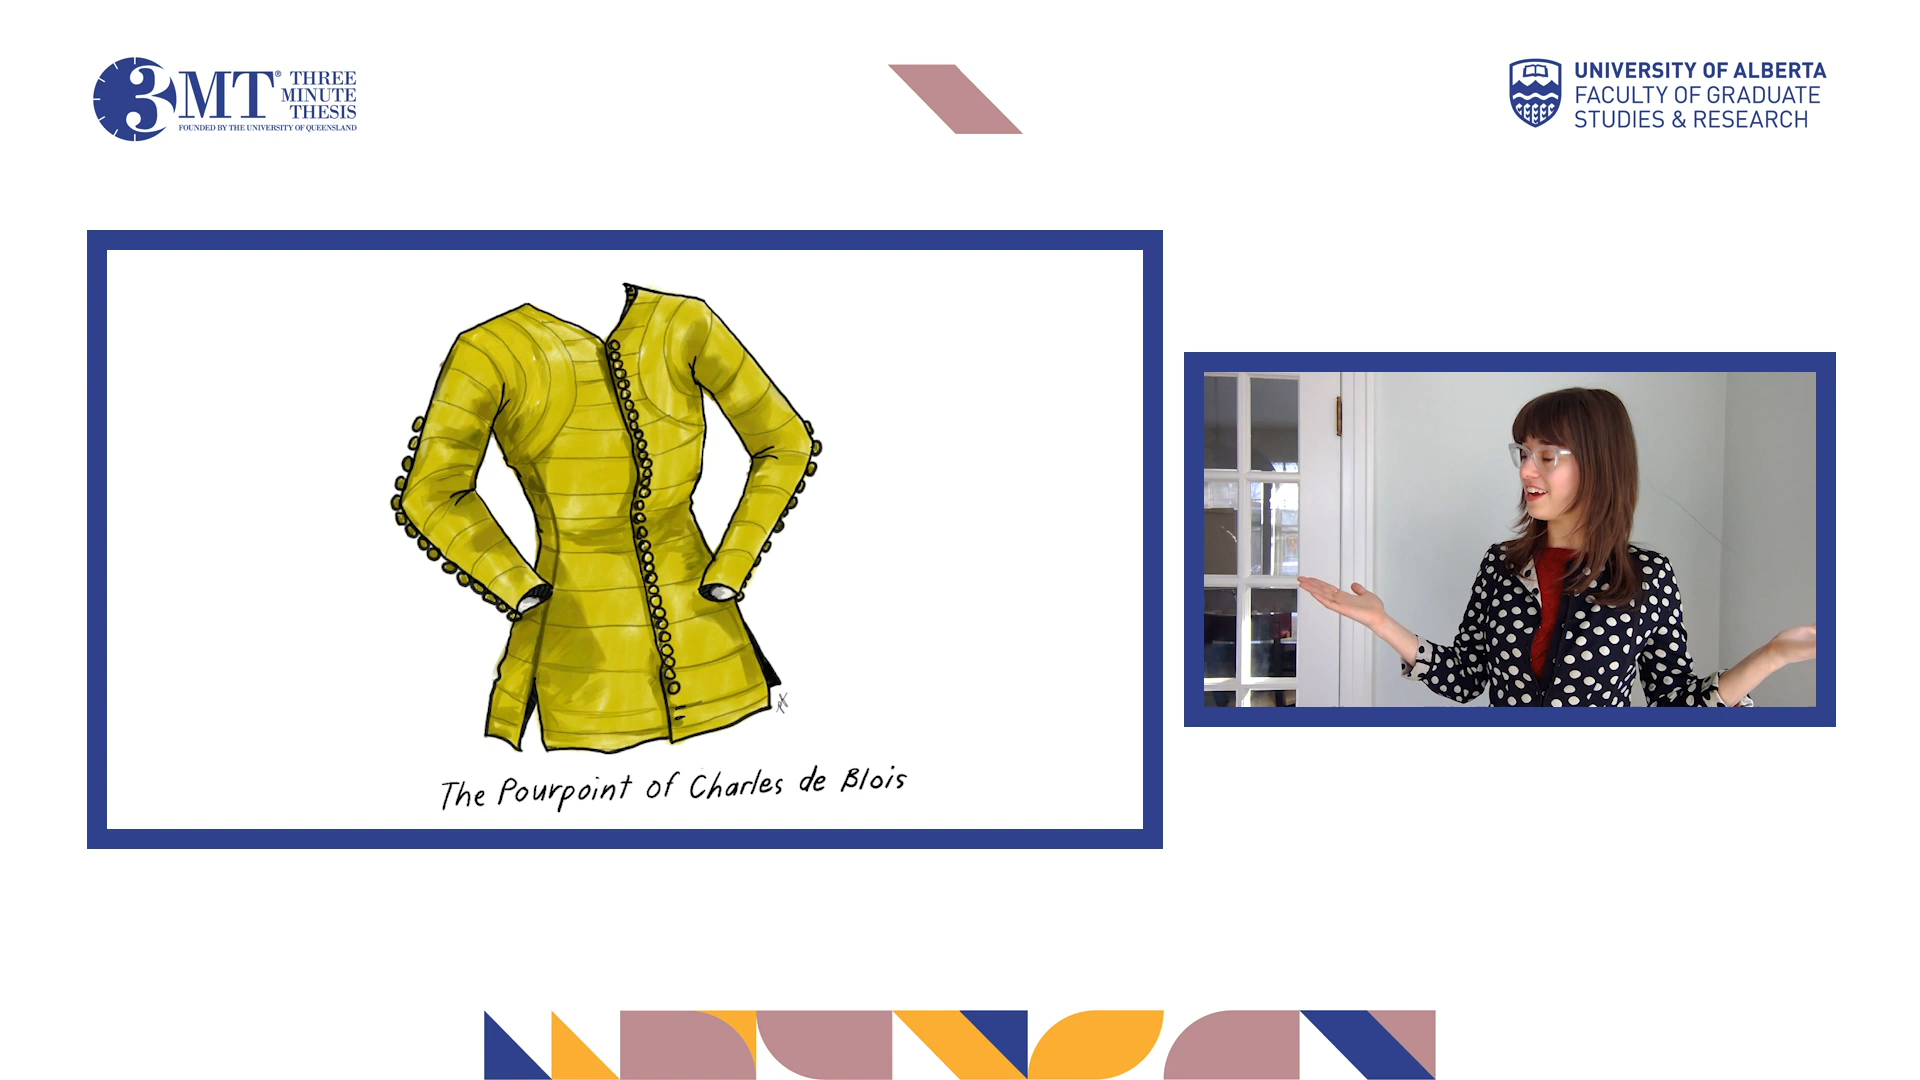 3MT® THREE
MINUTE
THESIS
FOUNDED BY THE UNIVERSITY OF QUEENSLAND
UNIVERSITY OF ALBERTA
FACULTY OF GRADUATE
STUDIES & RESEARCH
The Pourpoint of Charles de Blois